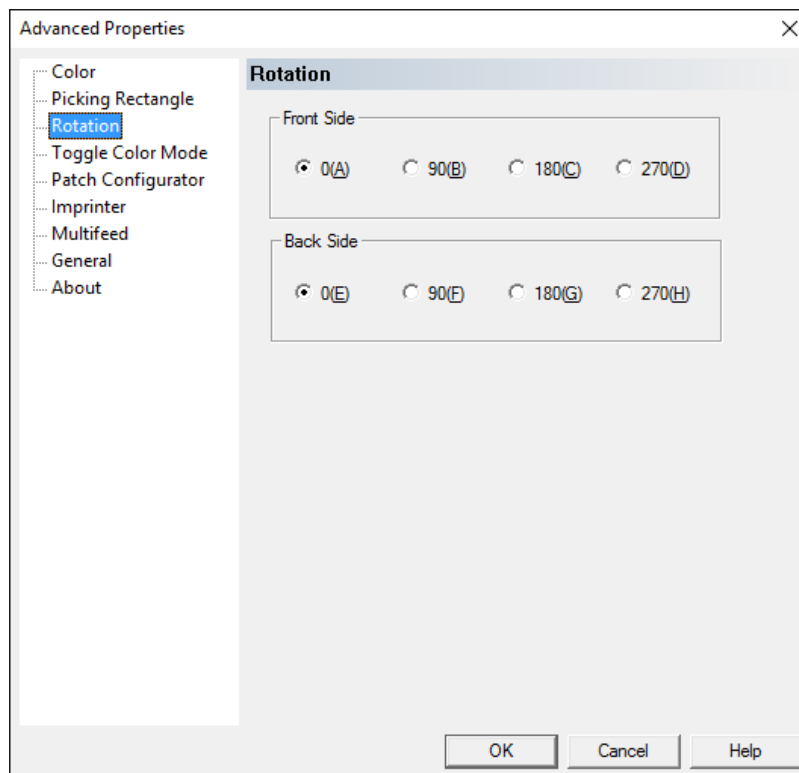 Advanced Properties
Color
Picking Rectangle
Rotation
Toggle Color Mode
Patch Configurator
Imprinter
Multifeed
General
About
Rotation
Front Side
0(A) 90(B) 180(C) 270(D)
Back Side
0(E) 90(F) 180(G) 270(H)
OK Cancel Help